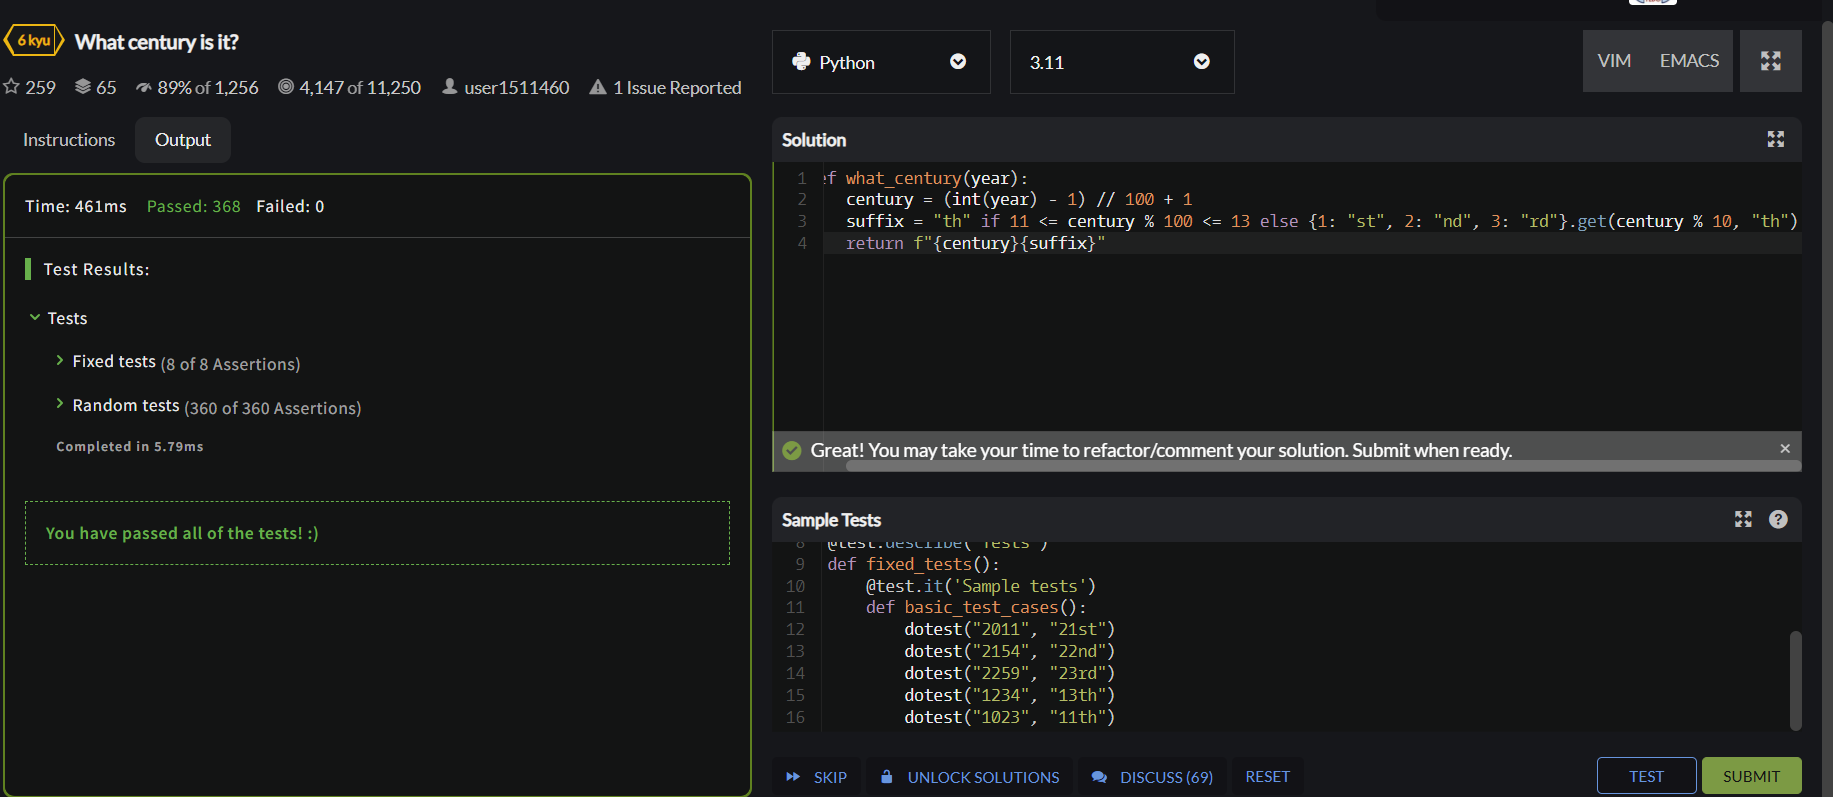 6 kyu What century is it?
259 65 89% of 1,256 4,147 of 11,250 user1511460 1 Issue Reported
Instructions Output
Time: 461ms Passed: 368 Failed: 0
Test Results:
Tests
Fixed tests (8 of 8 Assertions)
Random tests (360 of 360 Assertions)
Completed in 5.79ms
You have passed all of the tests! :)
Python 3.11 VIM EMACS
Solution
1 ef what_century(year):
2 century = (int(year) - 1) // 100 + 1
3 suffix = "th" if 11 <= century % 100 <= 13 else {1: "st", 2: "nd", 3: "rd"}.get(century % 10, "th")
4 return f"{century}{suffix}"
Great! You may take your time to refactor/comment your solution. Submit when ready.
Sample Tests
8 @test.describe('Tests')
9 def fixed_tests():
10 @test.it('Sample tests')
11 def basic_test_cases():
12 dotest("2011", "21st")
13 dotest("2154", "22nd")
14 dotest("2259", "23rd")
15 dotest("1234", "13th")
16 dotest("1023", "11th")
SKIP UNLOCK SOLUTIONS DISCUSS (69) RESET TEST SUBMIT